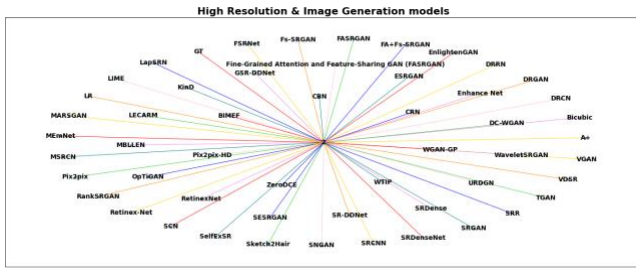 High Resolution & Image Generation models
FSRNet
Fs-SRGAN
FASRGAN
FA+Fs-SRGAN
GT
EnlightenGAN
LapSRN
Fine-Grained Attention and Feature-Sharing GAN (FASRGAN)
DRRN
GSR-DDNet
ESRGAN
LIME
KinD
DRGAN
LR
CBN
Enhance Net
DRCN
MARSGAN
LECARM
BIMEF
CRN
Bicubic
DC-WGAN
MEmNet
A+
MBLLEN
WGAN-GP
MSRCN
Pix2pix-HD
WaveletSRGAN
VGAN
Pix2pix
OpTiGAN
VDSR
ZeroDCE
WTIP
URDGN
RankSRGAN
RetinexNet
TGAN
Retinex-Net
SRDense
SRR
SESRGAN
SR-DDNet
SCN
SRGAN
SelfExSR
SRDenseNet
Sketch2Hair
SNGAN
SRCNN